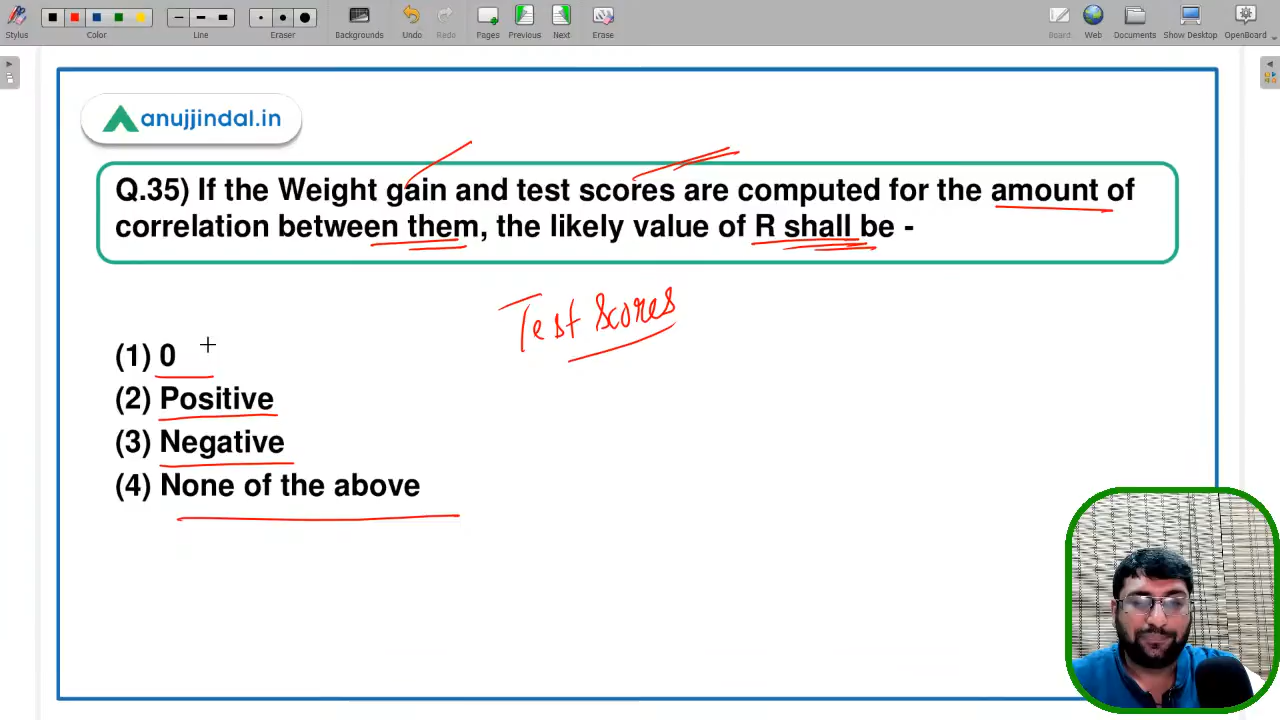 Stylus
Color
Line
Eraser
Backgrounds
Undo
Redo
Pages
Previous
Next
Erase
Board
Web
Documents
Show Desktop
OpenBoard
anujjindal.in
Q.35) If the Weight gain and test scores are computed for the amount of
correlation between them, the likely value of R shall be -
Test Scores
(1) 0
(2) Positive
(3) Negative
(4) None of the above